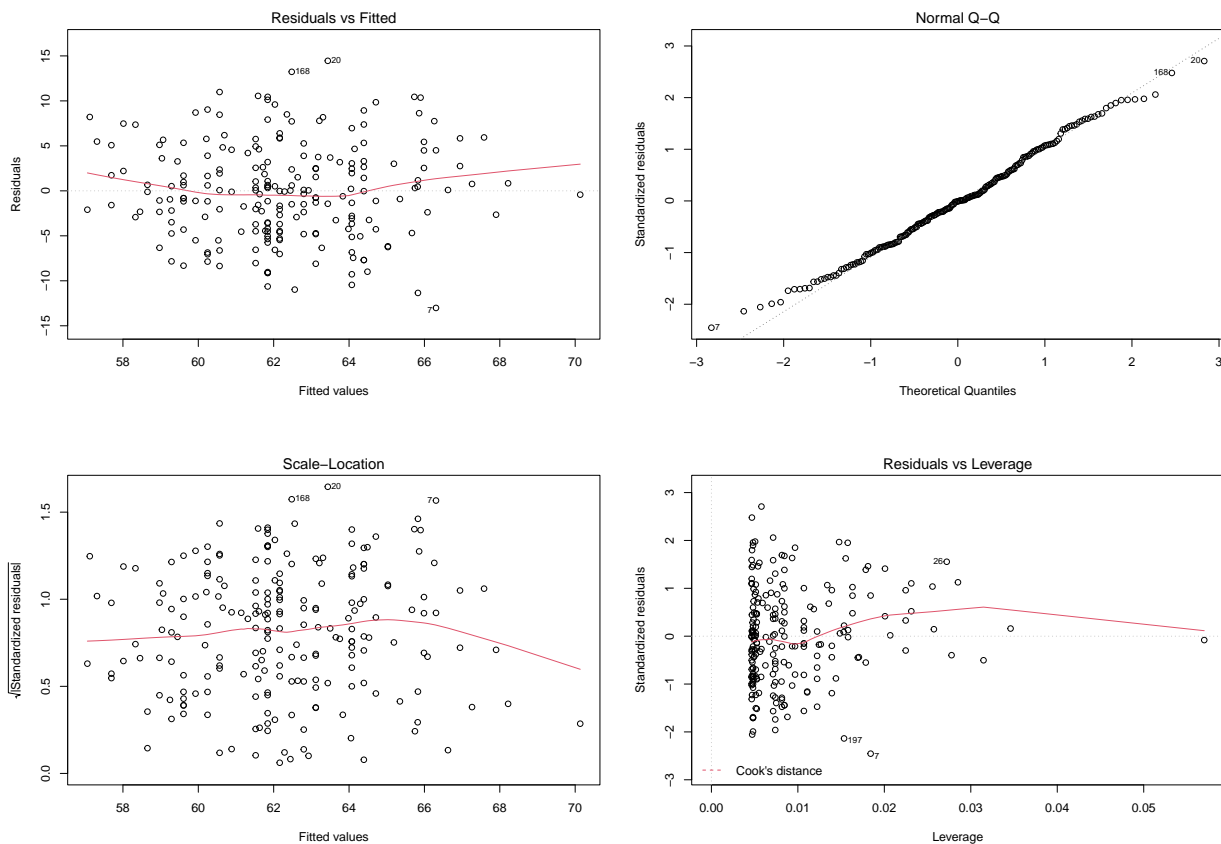 Residuals vs Fitted
Residuals
15
10
5
0
−5
−10
−15
168
20
7
58 60 62 64 66 68 70
Fitted values
Normal Q−Q
Standardized residuals
3
2
1
0
−1
−2
168
20
7
−3 −2 −1 0 1 2 3
Theoretical Quantiles
Scale−Location
√|Standardized residuals|
1.5
1.0
0.5
0.0
168
20
7
58 60 62 64 66 68 70
Fitted values
Residuals vs Leverage
Standardized residuals
3
2
1
0
−1
−2
−3
26
197
7
Cook's distance
0.00 0.01 0.02 0.03 0.04 0.05
Leverage